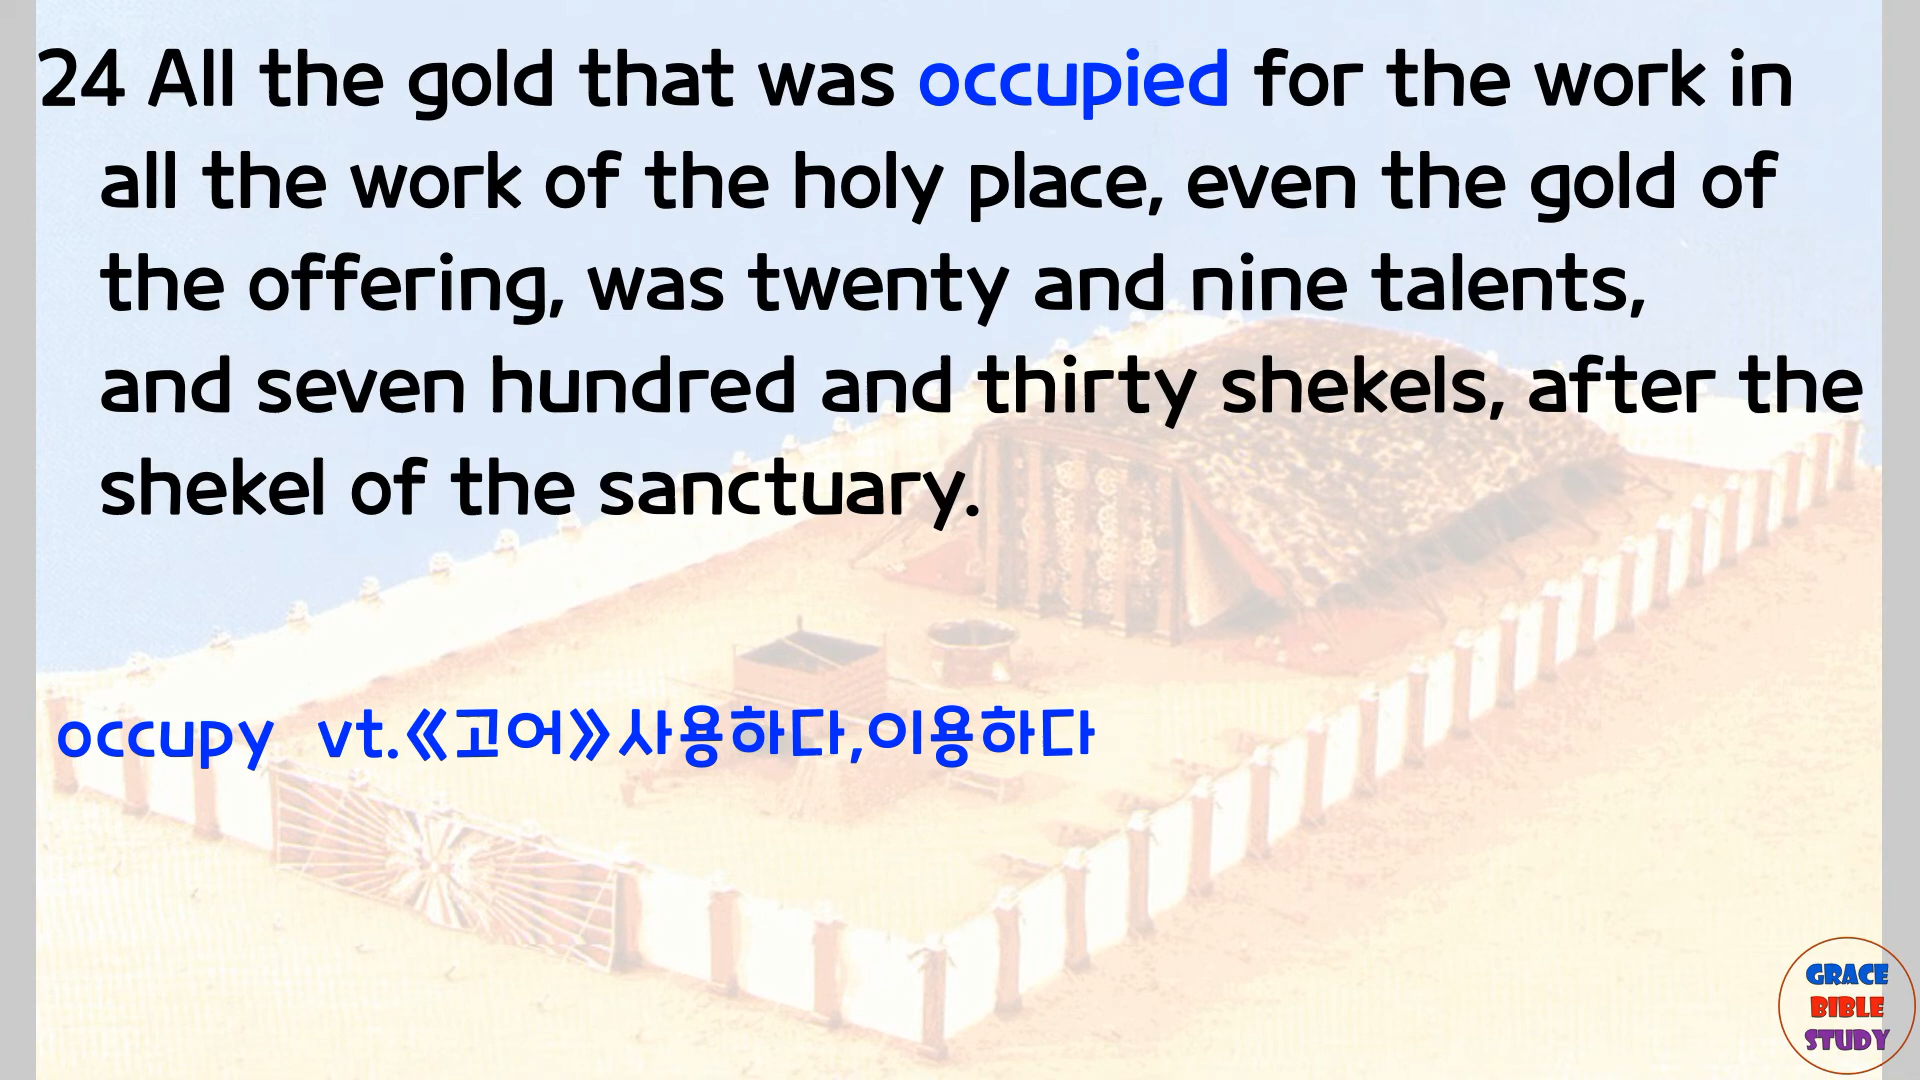 24 All the gold that was occupied for the work in
all the work of the holy place, even the gold of
the offering, was twenty and nine talents,
and seven hundred and thirty shekels, after the
shekel of the sanctuary.
occupy vt.《고어》사용하다,이용하다
GRACE
BIBLE
STUDY